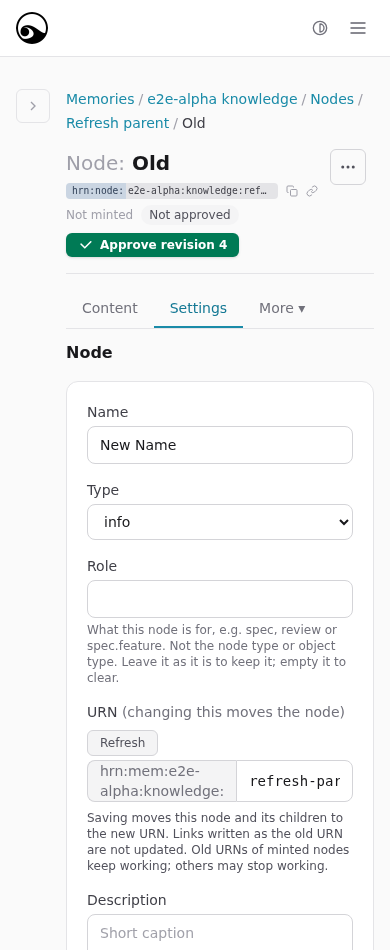 Memories / e2e-alpha knowledge / Nodes /
Refresh parent / Old
Node: Old
hrn:node: e2e-alpha:knowledge:ref…
Not minted Not approved
Approve revision 4
Content Settings More ▾
Node
Name
New Name
Type
info
Role
What this node is for, e.g. spec, review or
spec.feature. Not the node type or object
type. Leave it as it is to keep it; empty it to
clear.
URN (changing this moves the node)
Refresh
hrn:mem:e2e-
alpha:knowledge:
refresh-par
Saving moves this node and its children to
the new URN. Links written as the old URN
are not updated. Old URNs of minted nodes
keep working; others may stop working.
Description
Short caption